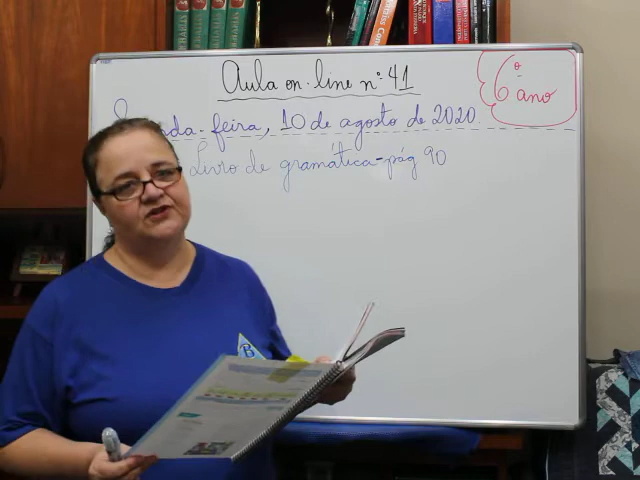 Aula on-line nº 41
6º ano
feira, 10 de agosto de 2020.
Livro de gramática - pág 90
B